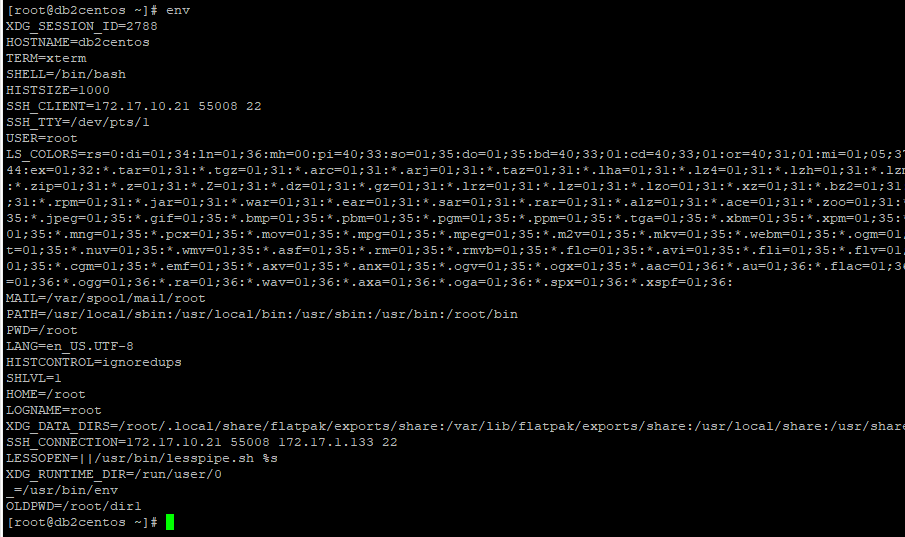 [root@db2centos ~]# env
XDG_SESSION_ID=2788
HOSTNAME=db2centos
TERM=xterm
SHELL=/bin/bash
HISTSIZE=1000
SSH_CLIENT=172.17.10.21 55008 22
SSH_TTY=/dev/pts/1
USER=root
LS_COLORS=rs=0:di=01;34:ln=01;36:mh=00:pi=40;33:so=01;35:do=01;35:bd=40;33;01:cd=40;33;01:or=40;31;01:mi=01;05;37
44:ex=01;32:*.tar=01;31:*.tgz=01;31:*.arc=01;31:*.arj=01;31:*.taz=01;31:*.lha=01;31:*.lz4=01;31:*.lzh=01;31:*.lzm
:*.zip=01;31:*.z=01;31:*.Z=01;31:*.dz=01;31:*.gz=01;31:*.lrz=01;31:*.lz=01;31:*.lzo=01;31:*.xz=01;31:*.bz2=01;31
;31:*.rpm=01;31:*.jar=01;31:*.war=01;31:*.ear=01;31:*.sar=01;31:*.rar=01;31:*.alz=01;31:*.ace=01;31:*.zoo=01;31:*
35:*.jpeg=01;35:*.gif=01;35:*.bmp=01;35:*.pbm=01;35:*.pgm=01;35:*.ppm=01;35:*.tga=01;35:*.xbm=01;35:*.xpm=01;35:
01;35:*.mng=01;35:*.pcx=01;35:*.mov=01;35:*.mpg=01;35:*.mpeg=01;35:*.m2v=01;35:*.mkv=01;35:*.webm=01;35:*.ogm=01
t=01;35:*.nuv=01;35:*.wmv=01;35:*.asf=01;35:*.rm=01;35:*.rmvb=01;35:*.flc=01;35:*.avi=01;35:*.fli=01;35:*.flv=01;
01;35:*.cgm=01;35:*.emf=01;35:*.axv=01;35:*.anx=01;35:*.ogv=01;35:*.ogx=01;35:*.aac=01;36:*.au=01;36:*.flac=01;36
=01;36:*.ogg=01;36:*.ra=01;36:*.wav=01;36:*.axa=01;36:*.oga=01;36:*.spx=01;36:*.xspf=01;36:
MAIL=/var/spool/mail/root
PATH=/usr/local/sbin:/usr/local/bin:/usr/sbin:/usr/bin:/root/bin
PWD=/root
LANG=en_US.UTF-8
HISTCONTROL=ignoredups
SHLVL=1
HOME=/root
LOGNAME=root
XDG_DATA_DIRS=/root/.local/share/flatpak/exports/share:/var/lib/flatpak/exports/share:/usr/local/share:/usr/share
SSH_CONNECTION=172.17.10.21 55008 172.17.1.133 22
LESSOPEN=||/usr/bin/lesspipe.sh %s
XDG_RUNTIME_DIR=/run/user/0
_=/usr/bin/env
OLDPWD=/root/dir1
[root@db2centos ~]#